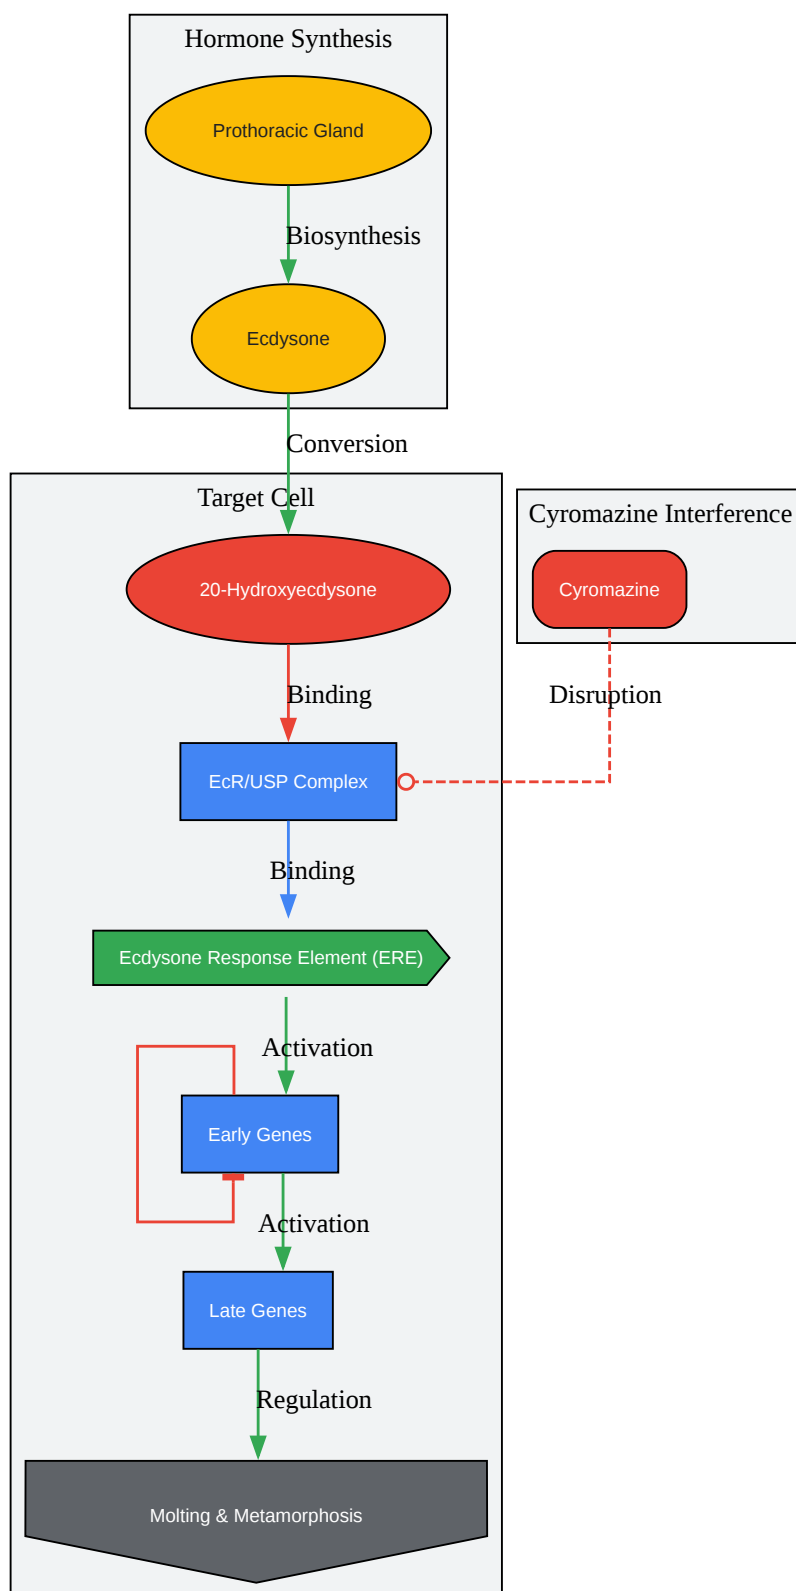 Hormone Synthesis
Prothoracic Gland
Biosynthesis
Ecdysone
Conversion
Target Cell
Cyromazine Interference
20-Hydroxyecdysone
Cyromazine
Binding
Disruption
EcR/USP Complex
Binding
Ecdysone Response Element (ERE)
Activation
Early Genes
Activation
Late Genes
Regulation
Molting & Metamorphosis